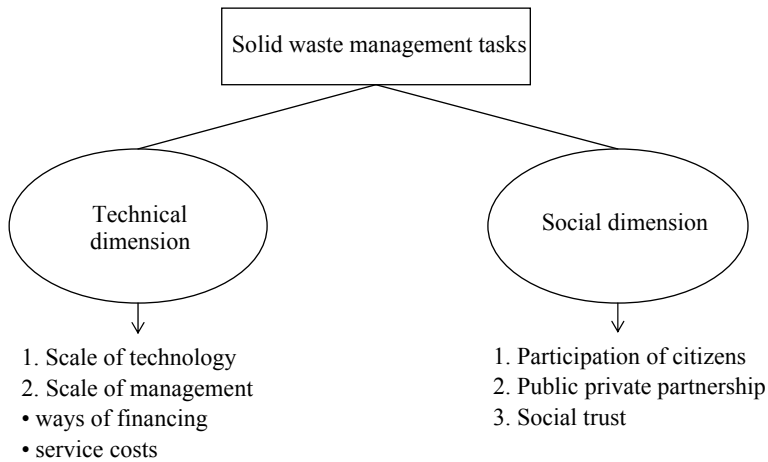 Solid waste management tasks
Technical
dimension
Social dimension
1. Scale of technology
2. Scale of management
• ways of financing
• service costs
1. Participation of citizens
2. Public private partnership
3. Social trust